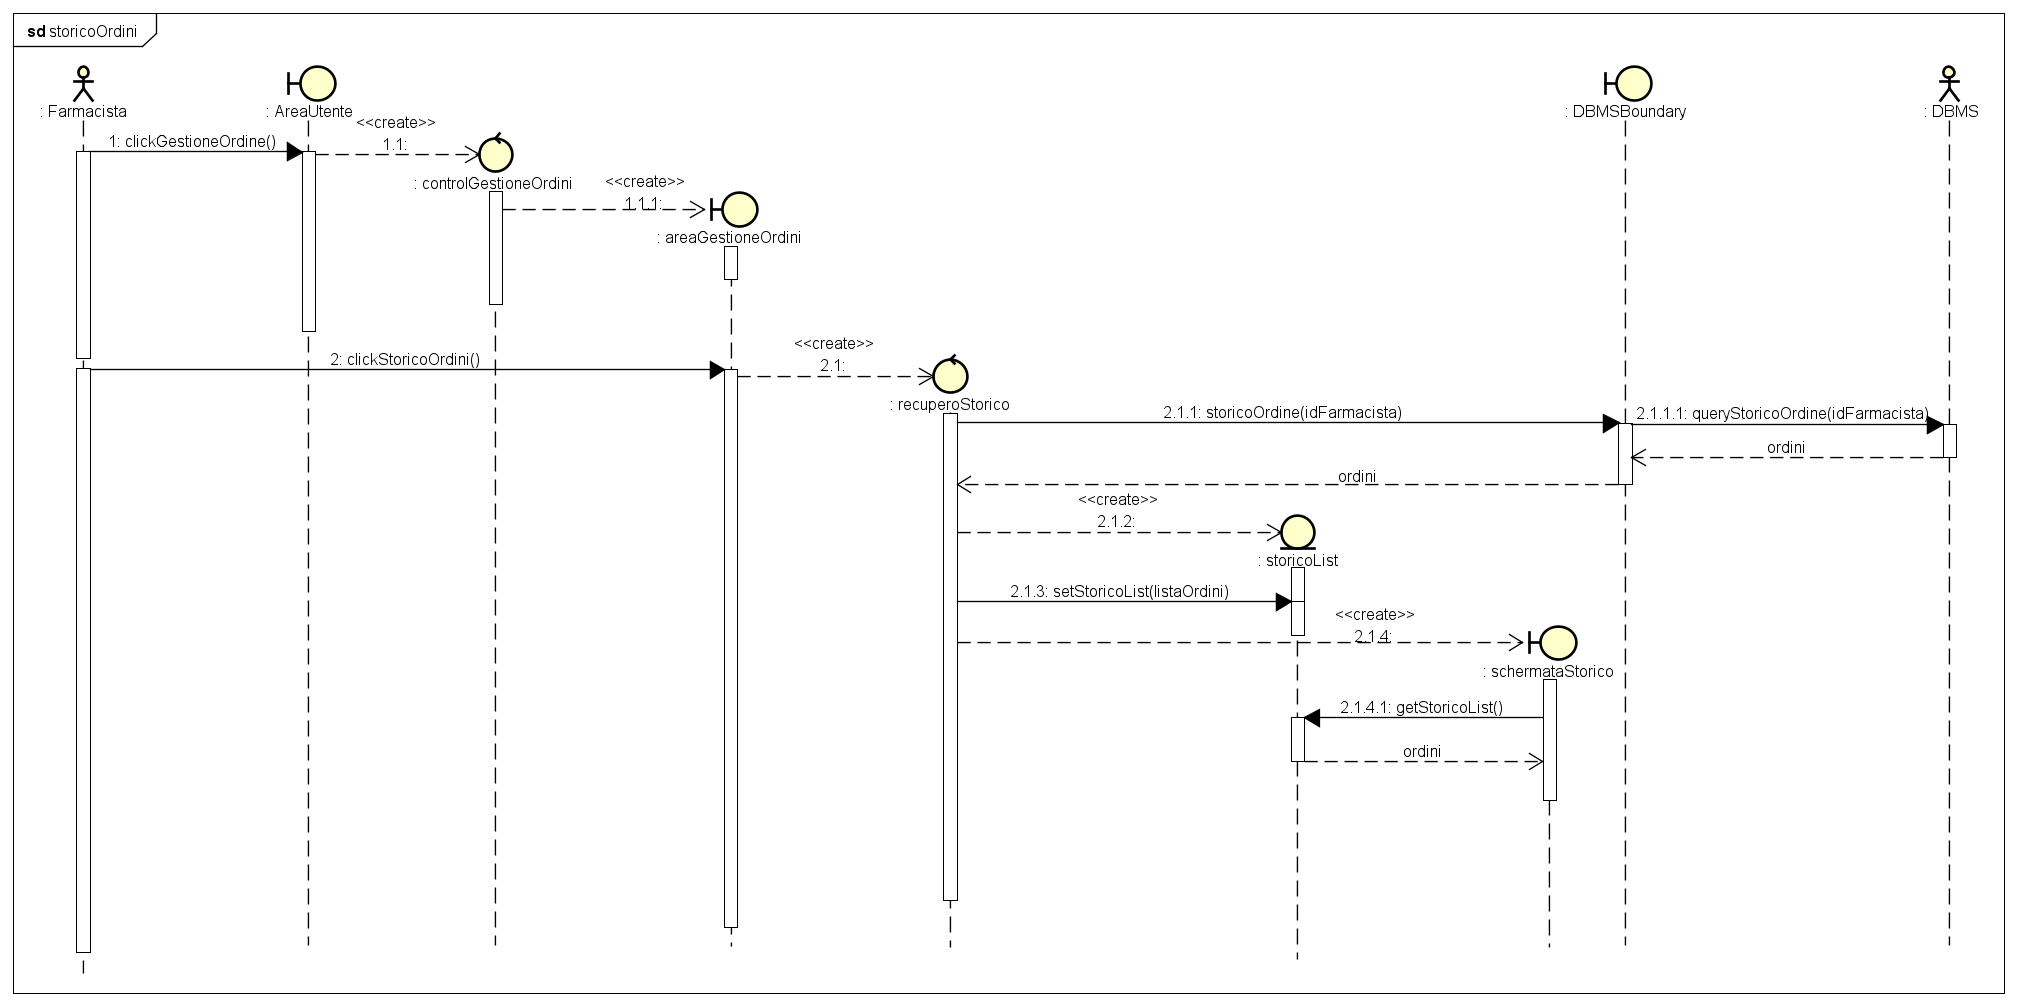 sd storicoOrdini
: Farmacista
: AreaUtente
: DBMSBoundary
: DBMS
<<create>>
1: clickGestioneOrdine()
1.1:
: controlGestioneOrdini
<<create>>
1.1.1:
: areaGestioneOrdini
<<create>>
2: clickStoricoOrdini()
2.1:
: recuperoStorico
2.1.1: storicoOrdine(idFarmacista)
2.1.1.1: queryStoricoOrdine(idFarmacista)
ordini
ordini
<<create>>
2.1.2:
: storicoList
2.1.3: setStoricoList(listaOrdini)
<<create>>
2.1.4:
: schermataStorico
2.1.4.1: getStoricoList()
ordini